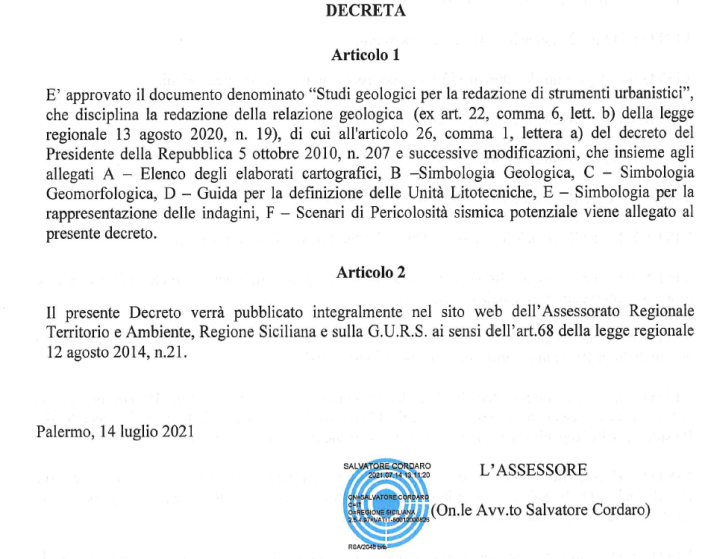 DECRETA
Articolo 1
E' approvato il documento denominato “Studi geologici per la redazione di strumenti urbanistici”,
che disciplina la redazione della relazione geologica (ex art. 22, comma 6, lett. b) della legge
regionale 13 agosto 2020, n. 19), di cui all'articolo 26, comma 1, lettera a) del decreto del
Presidente della Repubblica 5 ottobre 2010, n. 207 e successive modificazioni, che insieme agli
allegati A – Elenco degli elaborati cartografici, B –Simbologia Geologica, C – Simbologia
Geomorfologica, D – Guida per la definizione delle Unità Litotecniche, E – Simbologia per la
rappresentazione delle indagini, F – Scenari di Pericolosità sismica potenziale viene allegato al
presente decreto.
Articolo 2
Il presente Decreto verrà pubblicato integralmente nel sito web dell’Assessorato Regionale
Territorio e Ambiente, Regione Siciliana e sulla G.U.R.S. ai sensi dell’art.68 della legge regionale
12 agosto 2014, n.21.
Palermo, 14 luglio 2021
SALVATORE CORDARO
2021.07.14 13:11:20
CN=SALVATORE CORDARO
C=IT
O=REGIONE SICILIANA
RSA/2048 bits
L’ASSESSORE
(On.le Avv.to Salvatore Cordaro)